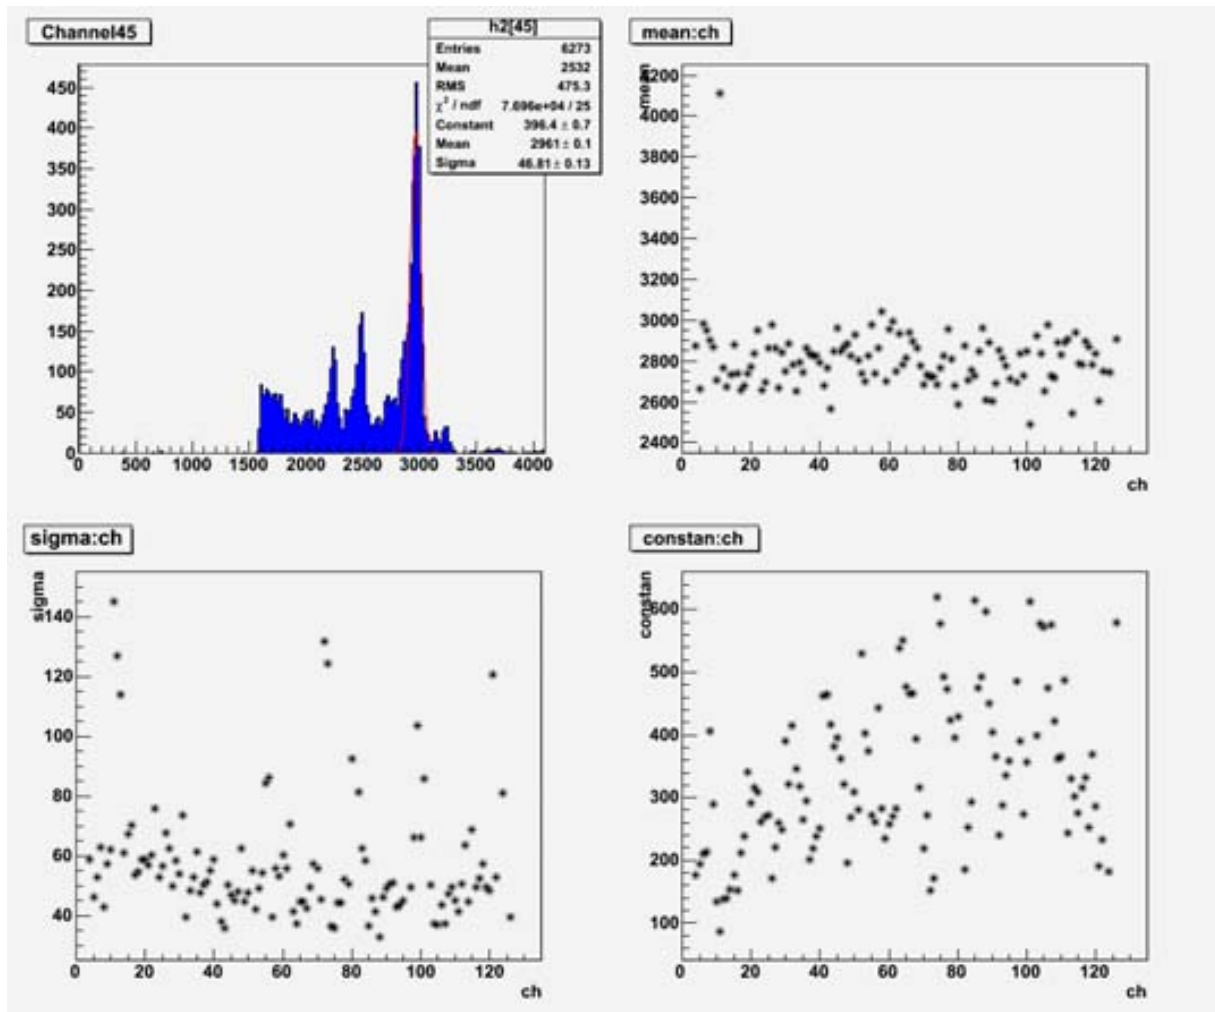 Channel45
h2[45]
Entries 6273
Mean 2532
RMS 475.3
χ² / ndf 7.696e+04 / 25
Constant 396.4 ± 0.7
Mean 2961 ± 0.1
Sigma 46.81 ± 0.13
450
400
350
300
250
200
150
100
50
0
0 500 1000 1500 2000 2500 3000 3500 4000
mean:ch
mean
4200
4000
3800
3600
3400
3200
3000
2800
2600
2400
0 20 40 60 80 100 120
ch
sigma:ch
sigma
140
120
100
80
60
40
0 20 40 60 80 100 120
ch
constan:ch
constan
600
500
400
300
200
100
0 20 40 60 80 100 120
ch